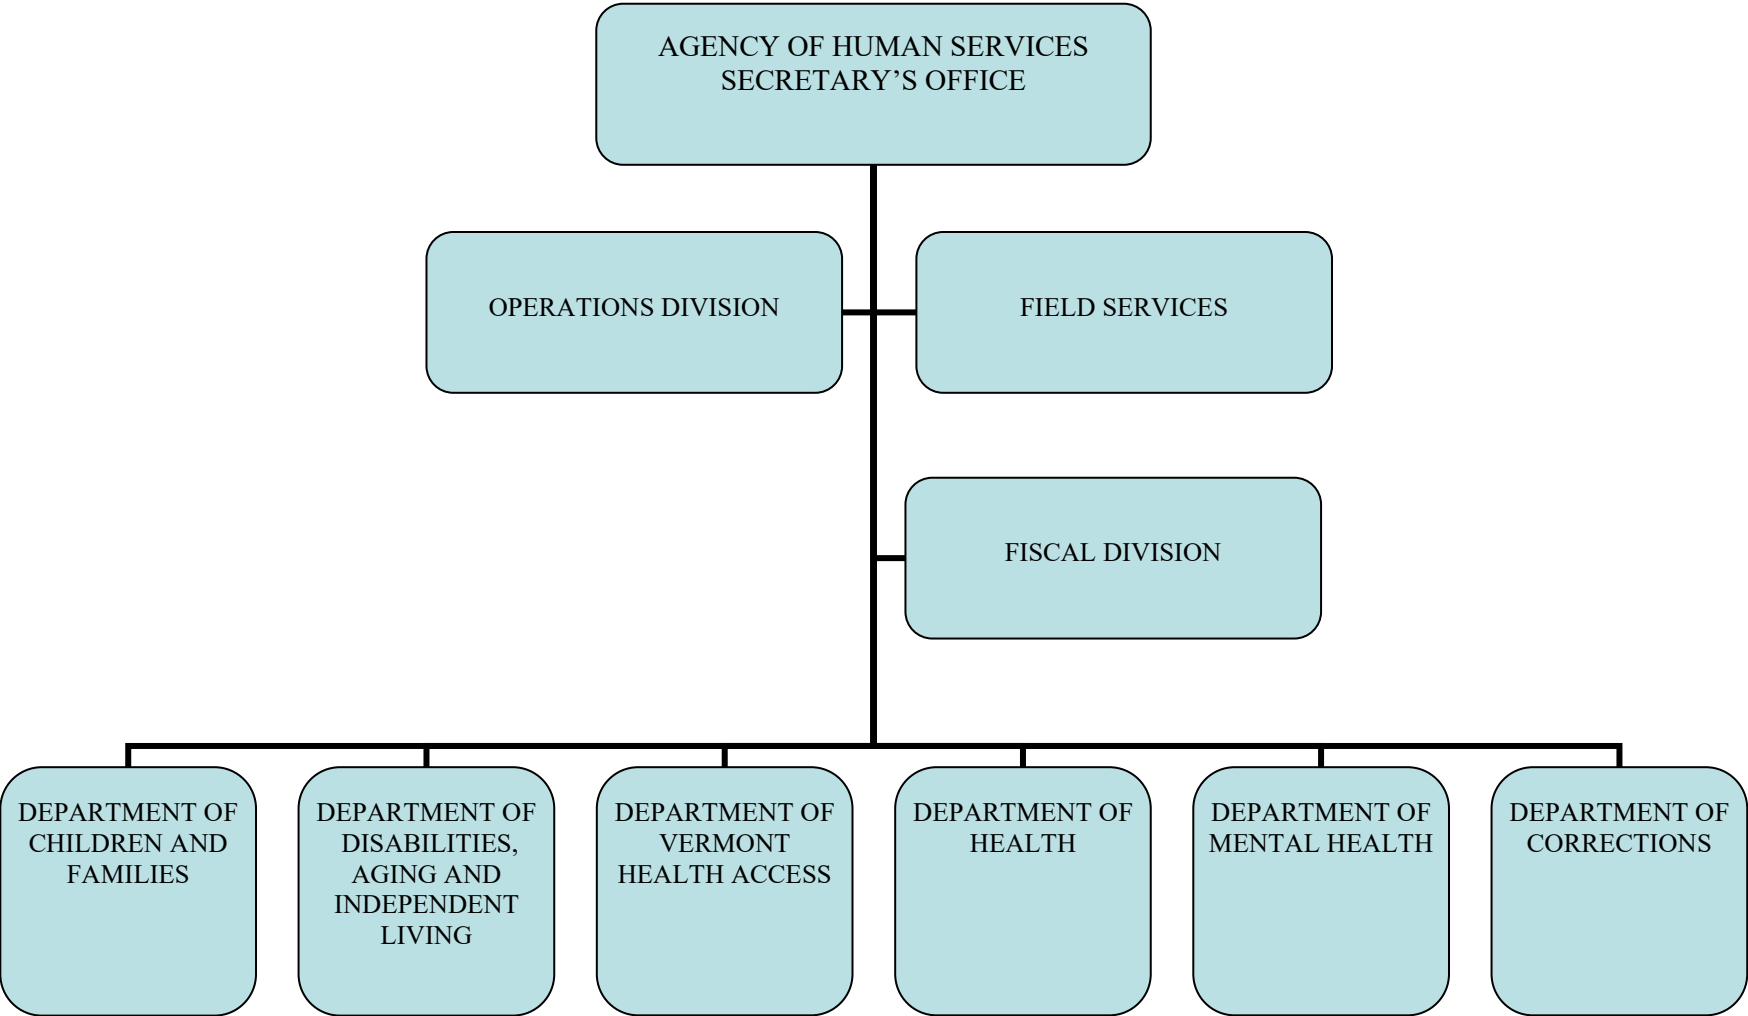 AGENCY OF HUMAN SERVICES
SECRETARY’S OFFICE
OPERATIONS DIVISION
FIELD SERVICES
FISCAL DIVISION
DEPARTMENT OF
CHILDREN AND
FAMILIES
DEPARTMENT OF
DISABILITIES,
AGING AND
INDEPENDENT
LIVING
DEPARTMENT OF
VERMONT
HEALTH ACCESS
DEPARTMENT OF
HEALTH
DEPARTMENT OF
MENTAL HEALTH
DEPARTMENT OF
CORRECTIONS